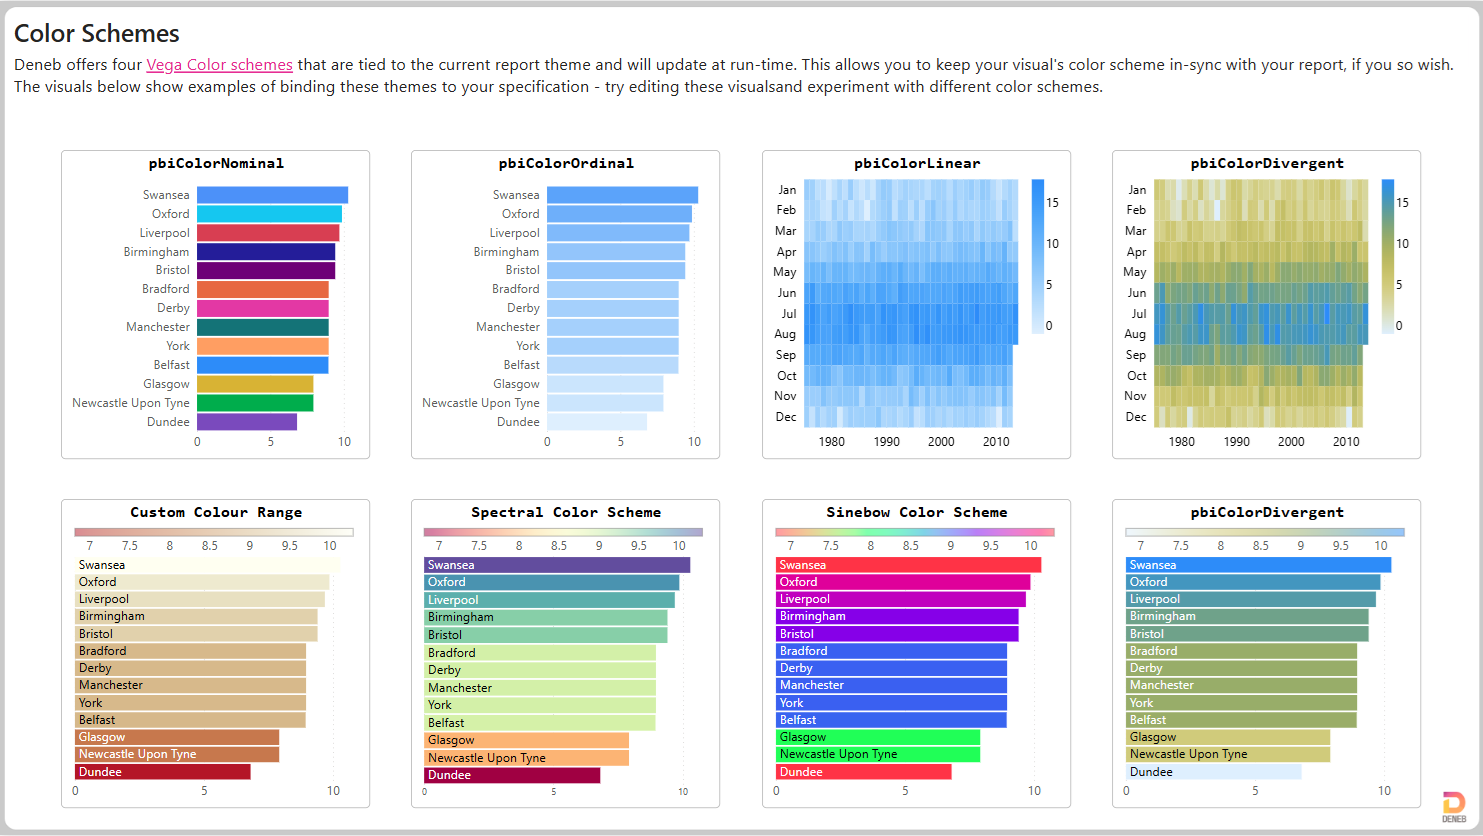 Color Schemes
Deneb offers four Vega Color schemes that are tied to the current report theme and will update at run-time. This allows you to keep your visual's color scheme in-sync with your report, if you so wish.
The visuals below show examples of binding these themes to your specification - try editing these visualsand experiment with different color schemes.
pbiColorNominal
Swansea
Oxford
Liverpool
Birmingham
Bristol
Bradford
Derby
Manchester
York
Belfast
Glasgow
Newcastle Upon Tyne
Dundee
0 5 10
pbiColorOrdinal
Swansea
Oxford
Liverpool
Birmingham
Bristol
Bradford
Derby
Manchester
York
Belfast
Glasgow
Newcastle Upon Tyne
Dundee
0 5 10
pbiColorLinear
Jan
Feb
Mar
Apr
May
Jun
Jul
Aug
Sep
Oct
Nov
Dec
1980 1990 2000 2010
15
10
5
0
pbiColorDivergent
Jan
Feb
Mar
Apr
May
Jun
Jul
Aug
Sep
Oct
Nov
Dec
1980 1990 2000 2010
15
10
5
0
Custom Colour Range
7 7.5 8 8.5 9 9.5 10
Swansea
Oxford
Liverpool
Birmingham
Bristol
Bradford
Derby
Manchester
York
Belfast
Glasgow
Newcastle Upon Tyne
Dundee
0 5 10
Spectral Color Scheme
7 7.5 8 8.5 9 9.5 10
Swansea
Oxford
Liverpool
Birmingham
Bristol
Bradford
Derby
Manchester
York
Belfast
Glasgow
Newcastle Upon Tyne
Dundee
0 5 10
Sinebow Color Scheme
7 7.5 8 8.5 9 9.5 10
Swansea
Oxford
Liverpool
Birmingham
Bristol
Bradford
Derby
Manchester
York
Belfast
Glasgow
Newcastle Upon Tyne
Dundee
0 5 10
pbiColorDivergent
7 7.5 8 8.5 9 9.5 10
Swansea
Oxford
Liverpool
Birmingham
Bristol
Bradford
Derby
Manchester
York
Belfast
Glasgow
Newcastle Upon Tyne
Dundee
0 5 10
DENEB